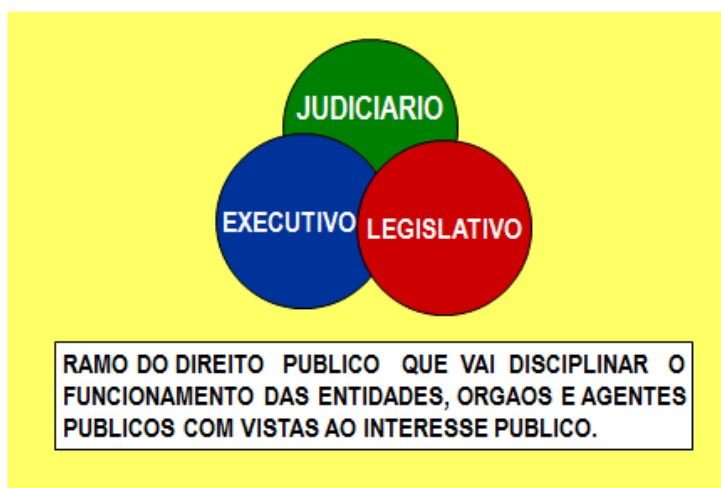 JUDICIARIO
EXECUTIVO
LEGISLATIVO
RAMO DO DIREITO PUBLICO QUE VAI DISCIPLINAR O
FUNCIONAMENTO DAS ENTIDADES, ORGAOS E AGENTES
PUBLICOS COM VISTAS AO INTERESSE PUBLICO.